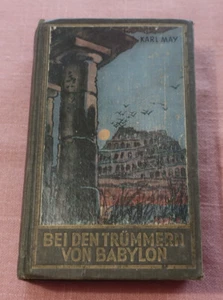 KARL MAY
BEI DEN TRÜMMERN
VON BABYLON